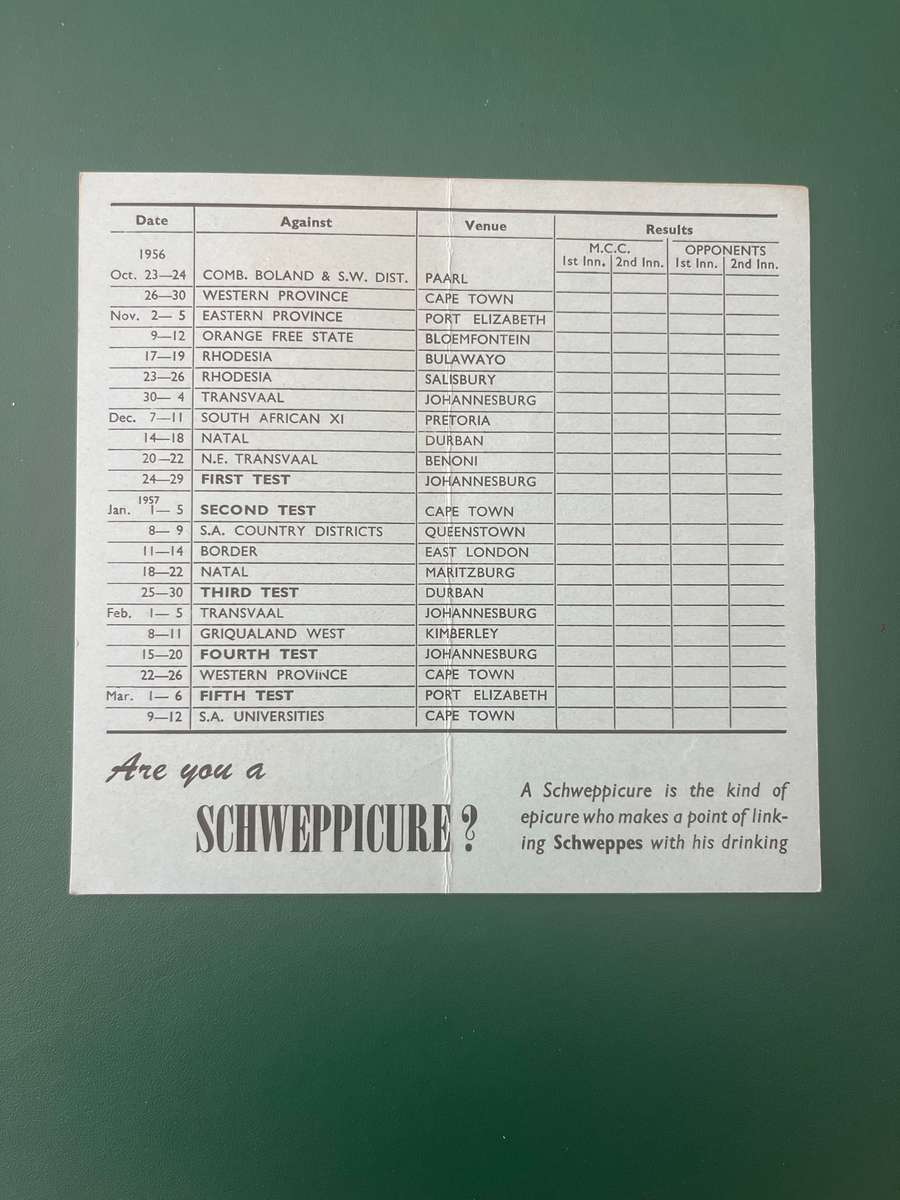 Date Against Venue Results
M.C.C. OPPONENTS
1956 1st Inn. 2nd Inn. 1st Inn. 2nd Inn.
Oct. 23—24 COMB. BOLAND & S.W. DIST. PAARL
26—30 WESTERN PROVINCE CAPE TOWN
Nov. 2— 5 EASTERN PROVINCE PORT ELIZABETH
9—12 ORANGE FREE STATE BLOEMFONTEIN
17—19 RHODESIA BULAWAYO
23—26 RHODESIA SALISBURY
30— 4 TRANSVAAL JOHANNESBURG
Dec. 7—11 SOUTH AFRICAN XI PRETORIA
14—18 NATAL DURBAN
20—22 N.E. TRANSVAAL BENONI
24—29 FIRST TEST JOHANNESBURG
1957
Jan. 1— 5 SECOND TEST CAPE TOWN
8— 9 S.A. COUNTRY DISTRICTS QUEENSTOWN
11—14 BORDER EAST LONDON
18—22 NATAL MARITZBURG
25—30 THIRD TEST DURBAN
Feb. 1— 5 TRANSVAAL JOHANNESBURG
8—11 GRIQUALAND WEST KIMBERLEY
15—20 FOURTH TEST JOHANNESBURG
22—26 WESTERN PROVINCE CAPE TOWN
Mar. 1— 6 FIFTH TEST PORT ELIZABETH
9—12 S.A. UNIVERSITIES CAPE TOWN
Are you a
SCHWEPPICURE ?
A Schweppicure is the kind of
epicure who makes a point of link-
ing Schweppes with his drinking